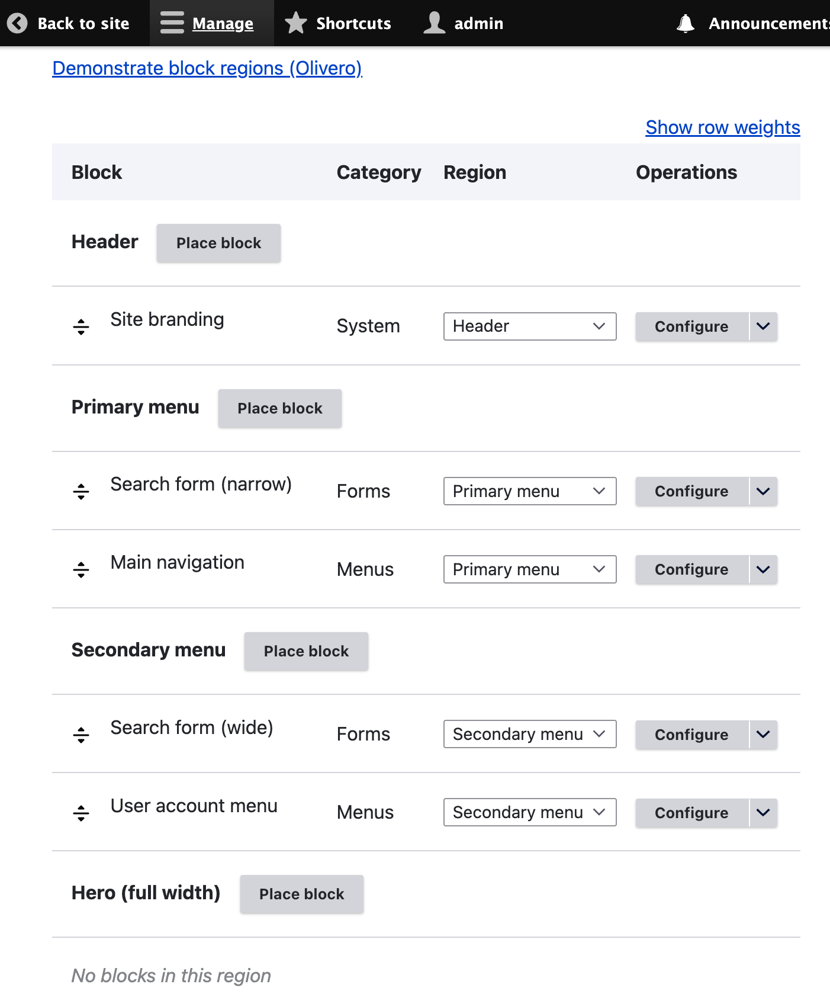 Back to site Manage Shortcuts admin Announcements
Demonstrate block regions (Olivero)
Show row weights
Block Category Region Operations
Header Place block
Site branding System Header Configure
Primary menu Place block
Search form (narrow) Forms Primary menu Configure
Main navigation Menus Primary menu Configure
Secondary menu Place block
Search form (wide) Forms Secondary menu Configure
User account menu Menus Secondary menu Configure
Hero (full width) Place block
No blocks in this region